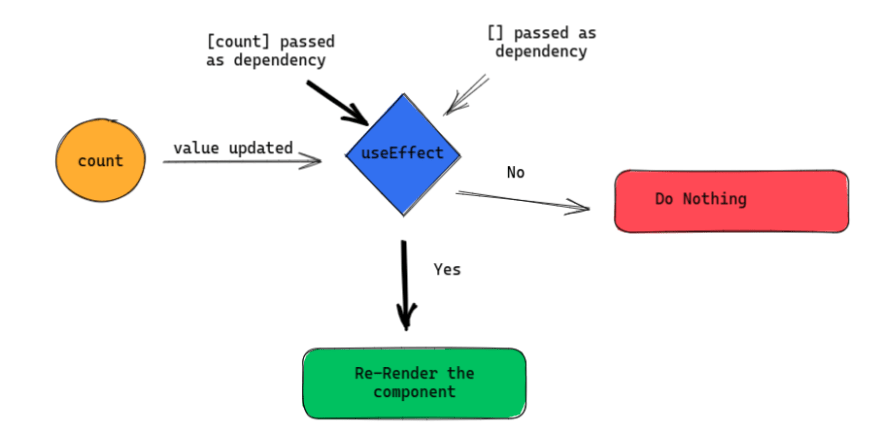 [count] passed
as dependency
[] passed as
dependency
count
value updated
useEffect
No
Do Nothing
Yes
Re-Render the
component